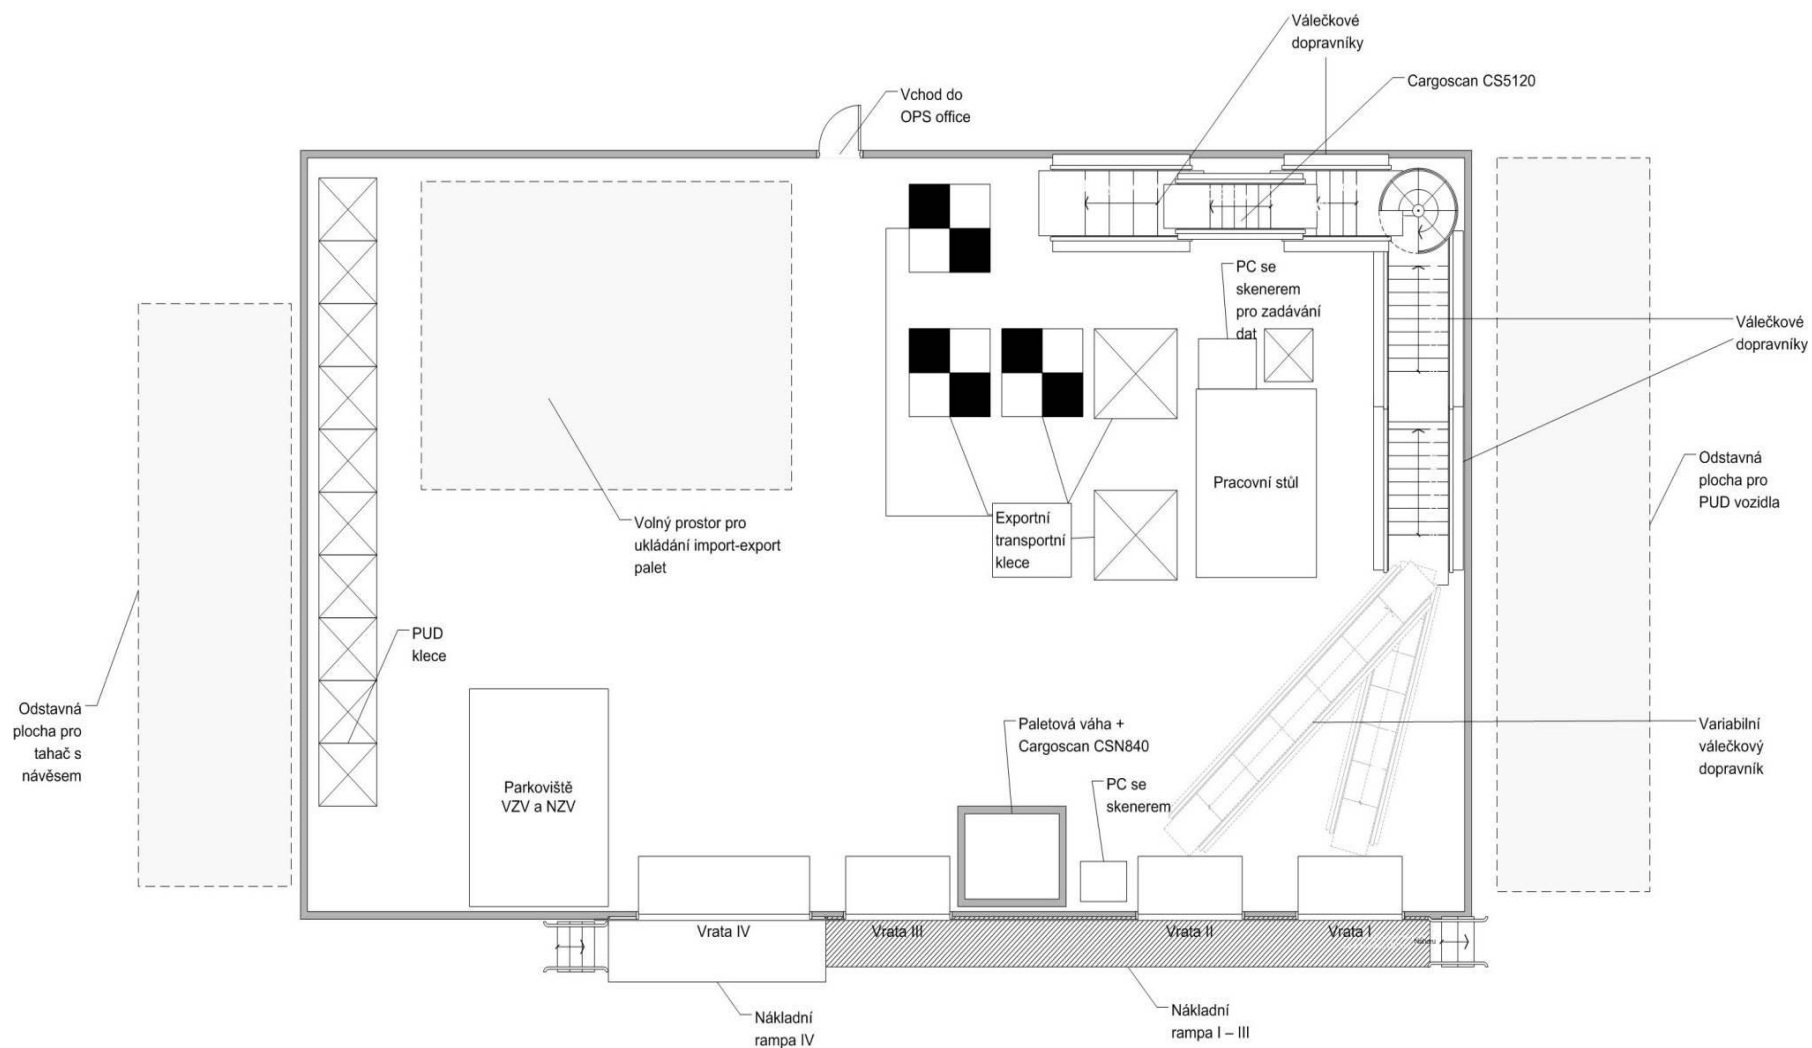 Válečkové
dopravníky
Cargoscan CS5120
Vchod do
OPS office
PC se
skenerem
pro zadávání
dat
Válečkové
dopravníky
Odstavná
plocha pro
PUD vozidla
Pracovní stůl
Exportní
transportní
klece
Volný prostor pro
ukládání import-export
palet
PUD
klece
Odstavná
plocha pro
tahač s
návěsem
Paletová váha +
Cargoscan CSN840
Variabilní
válečkový
dopravník
Parkoviště
VZV a NZV
PC se
skenerem
Vrata IV
Vrata III
Vrata II
Vrata I
Nákladní
rampa IV
Nákladní
rampa I – III